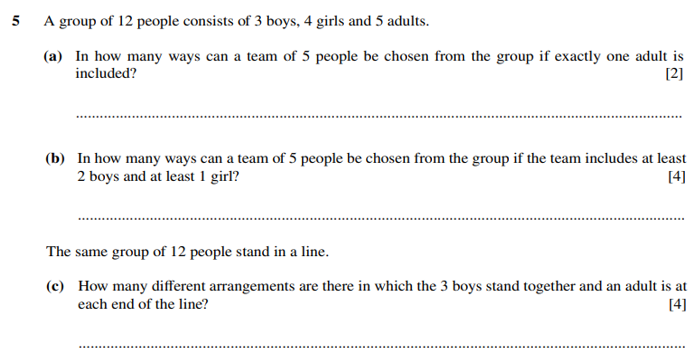 5 A group of 12 people consists of 3 boys, 4 girls and 5 adults.
(a) In how many ways can a team of 5 people be chosen from the group if exactly one adult is
included? [2]
(b) In how many ways can a team of 5 people be chosen from the group if the team includes at least
2 boys and at least 1 girl? [4]
The same group of 12 people stand in a line.
(c) How many different arrangements are there in which the 3 boys stand together and an adult is at
each end of the line? [4]